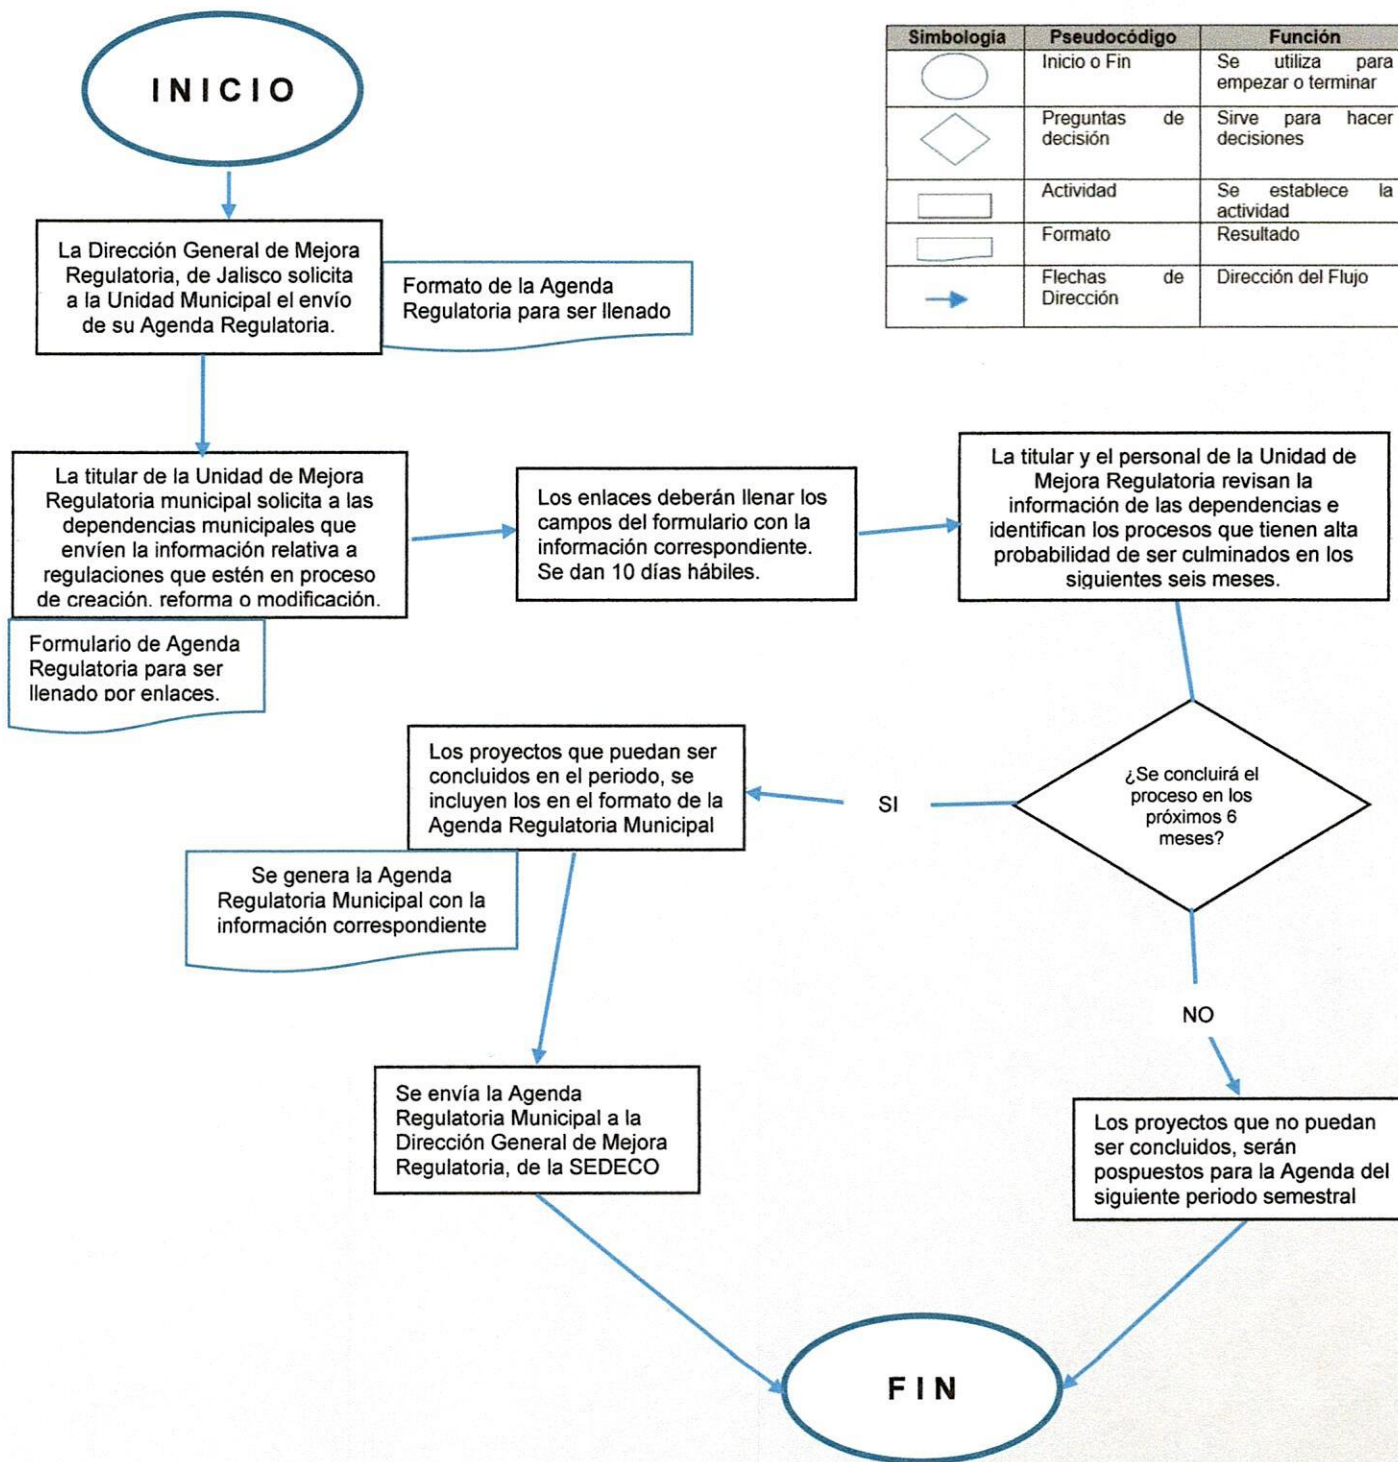 INICIO
Simbología Pseudocódigo Función
Inicio o Fin
Se utiliza para
empezar o terminar
Preguntas de
decisión
Sirve para hacer
decisiones
Actividad
Se establece la
actividad
Formato
Resultado
Flechas de
Dirección
Dirección del Flujo
La Dirección General de Mejora
Regulatoria, de Jalisco solicita
a la Unidad Municipal el envío
de su Agenda Regulatoria.
Formato de la Agenda
Regulatoria para ser llenado
La titular de la Unidad de Mejora
Regulatoria municipal solicita a las
dependencias municipales que
envíen la información relativa a
regulaciones que estén en proceso
de creación, reforma o modificación.
Formulario de Agenda
Regulatoria para ser
llenado por enlaces.
Los enlaces deberán llenar los
campos del formulario con la
información correspondiente.
Se dan 10 días hábiles.
La titular y el personal de la Unidad de
Mejora Regulatoria revisan la
información de las dependencias e
identifican los procesos que tienen alta
probabilidad de ser culminados en los
siguientes seis meses.
¿Se concluirá el
proceso en los
próximos 6
meses?
SI
Los proyectos que puedan ser
concluidos en el periodo, se
incluyen los en el formato de la
Agenda Regulatoria Municipal
Se genera la Agenda
Regulatoria Municipal con la
información correspondiente
NO
Se envía la Agenda
Regulatoria Municipal a la
Dirección General de Mejora
Regulatoria, de la SEDECO
Los proyectos que no puedan
ser concluidos, serán
pospuestos para la Agenda del
siguiente periodo semestral
FIN